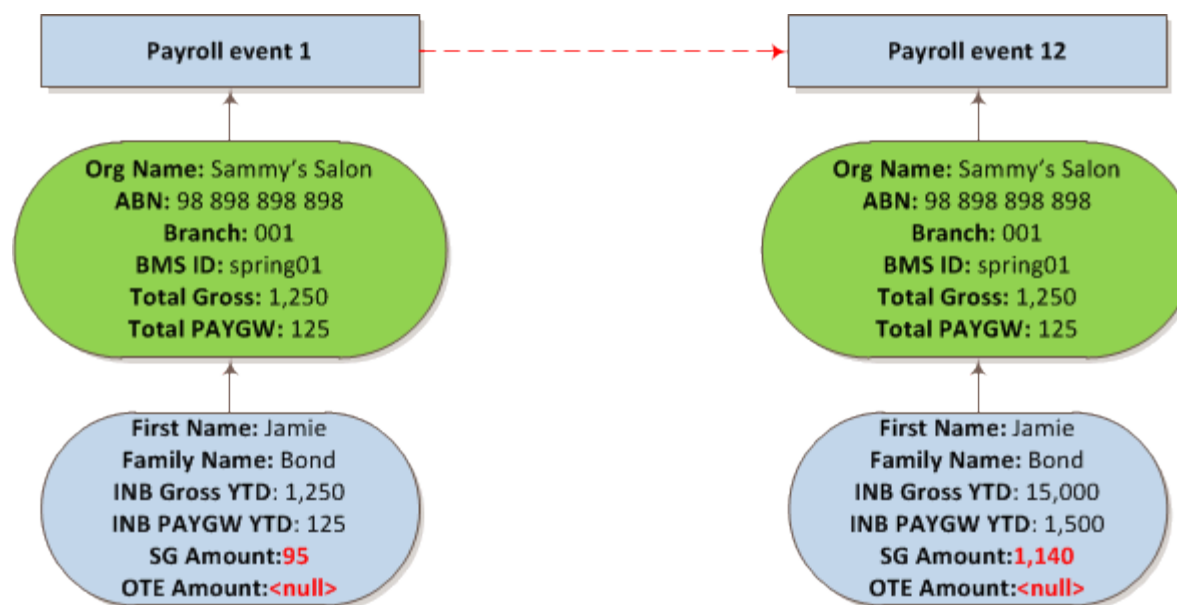 Payroll event 1
Payroll event 12
Org Name: Sammy's Salon
ABN: 98 898 898 898
Branch: 001
BMS ID: spring01
Total Gross: 1,250
Total PAYGW: 125
Org Name: Sammy's Salon
ABN: 98 898 898 898
Branch: 001
BMS ID: spring01
Total Gross: 1,250
Total PAYGW: 125
First Name: Jamie
Family Name: Bond
INB Gross YTD: 1,250
INB PAYGW YTD: 125
SG Amount:95
OTE Amount:<null>
First Name: Jamie
Family Name: Bond
INB Gross YTD: 15,000
INB PAYGW YTD: 1,500
SG Amount:1,140
OTE Amount:<null>